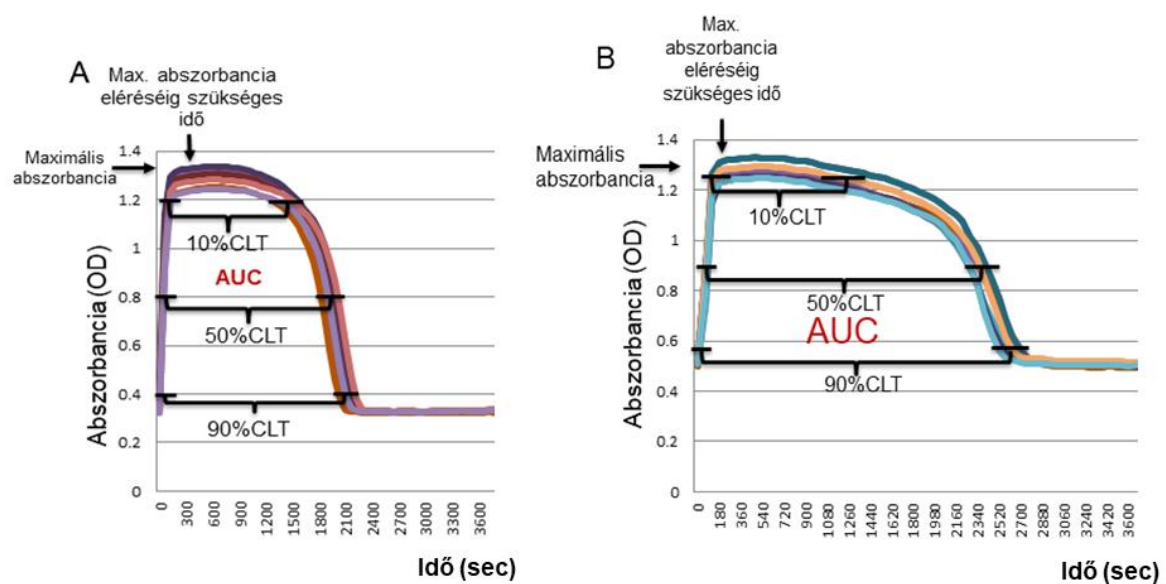 A
Max. abszorbancia
eléréséig szükséges
idő
Maximális
abszorbancia
Abszorbancia (OD)
1.4
1.2
1
0.8
0.6
0.4
0.2
0
10%CLT
AUC
50%CLT
90%CLT
0 300 600 900 1200 1500 1800 2100 2400 2700 3000 3300 3600
Idő (sec)
B
Max.
abszorbancia
eléréséig
szükséges idő
Maximális
abszorbancia
Abszorbancia (OD)
1.4
1.2
1
0.8
0.6
0.4
0.2
0
10%CLT
50%CLT
AUC
90%CLT
0 180 360 540 720 900 1080 1260 1440 1620 1800 1980 2160 2340 2520 2700 2880 3060 3240 3420 3600
Idő (sec)